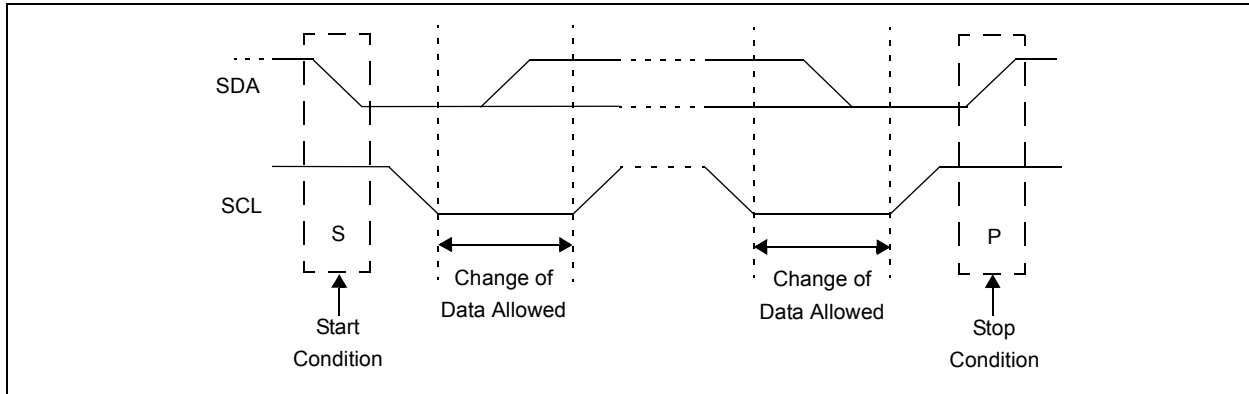 SDA
SCL
S
P
Change of
Data Allowed
Change of
Data Allowed
Start
Condition
Stop
Condition